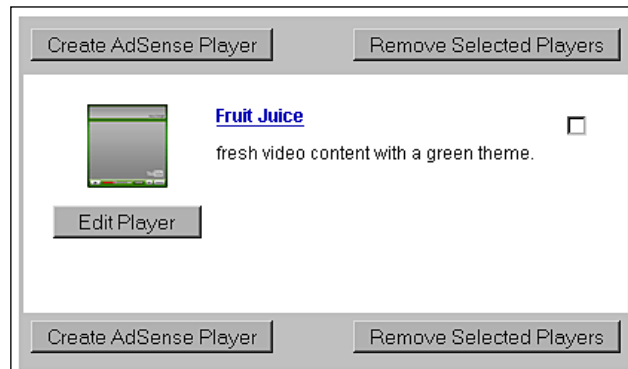 Create AdSense Player Remove Selected Players
Fruit Juice
fresh video content with a green theme.
Edit Player
Create AdSense Player Remove Selected Players